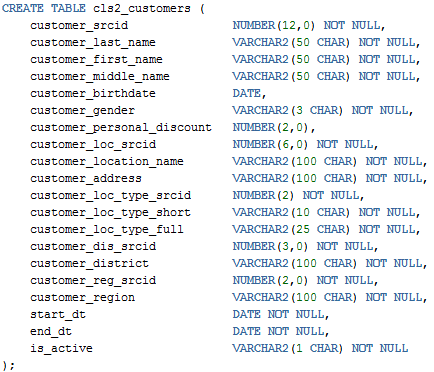 CREATE TABLE cls2_customers (
    customer_srcid               NUMBER(12,0) NOT NULL,
    customer_last_name           VARCHAR2(50 CHAR) NOT NULL,
    customer_first_name          VARCHAR2(50 CHAR) NOT NULL,
    customer_middle_name         VARCHAR2(50 CHAR) NOT NULL,
    customer_birthdate           DATE,
    customer_gender              VARCHAR2(3 CHAR) NOT NULL,
    customer_personal_discount   NUMBER(2,0),
    customer_loc_srcid           NUMBER(6,0) NOT NULL,
    customer_location_name       VARCHAR2(100 CHAR) NOT NULL,
    customer_address             VARCHAR2(100 CHAR) NOT NULL,
    customer_loc_type_srcid      NUMBER(2) NOT NULL,
    customer_loc_type_short      VARCHAR2(10 CHAR) NOT NULL,
    customer_loc_type_full       VARCHAR2(25 CHAR) NOT NULL,
    customer_dis_srcid           NUMBER(3,0) NOT NULL,
    customer_district            VARCHAR2(100 CHAR) NOT NULL,
    customer_reg_srcid           NUMBER(2,0) NOT NULL,
    customer_region              VARCHAR2(100 CHAR) NOT NULL,
    start_dt                     DATE NOT NULL,
    end_dt                       DATE NOT NULL,
    is_active                    VARCHAR2(1 CHAR) NOT NULL
);